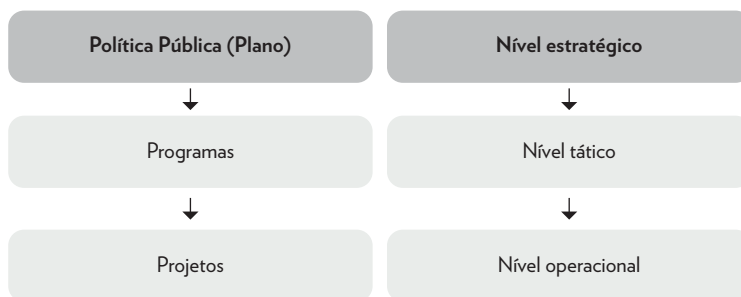 Política Pública (Plano)
Nível estratégico
Programas
Nível tático
Projetos
Nível operacional